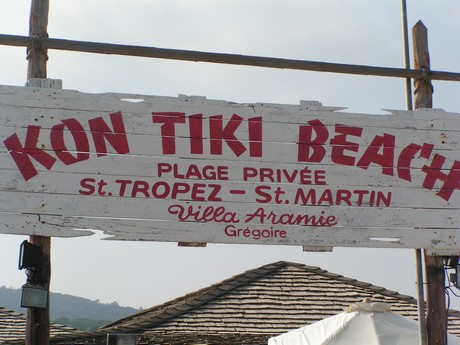 KON TIKI BEACH
PLAGE PRIVÉE
ST. TROPEZ - ST. MARTIN
Villa Aramie
Grégoire